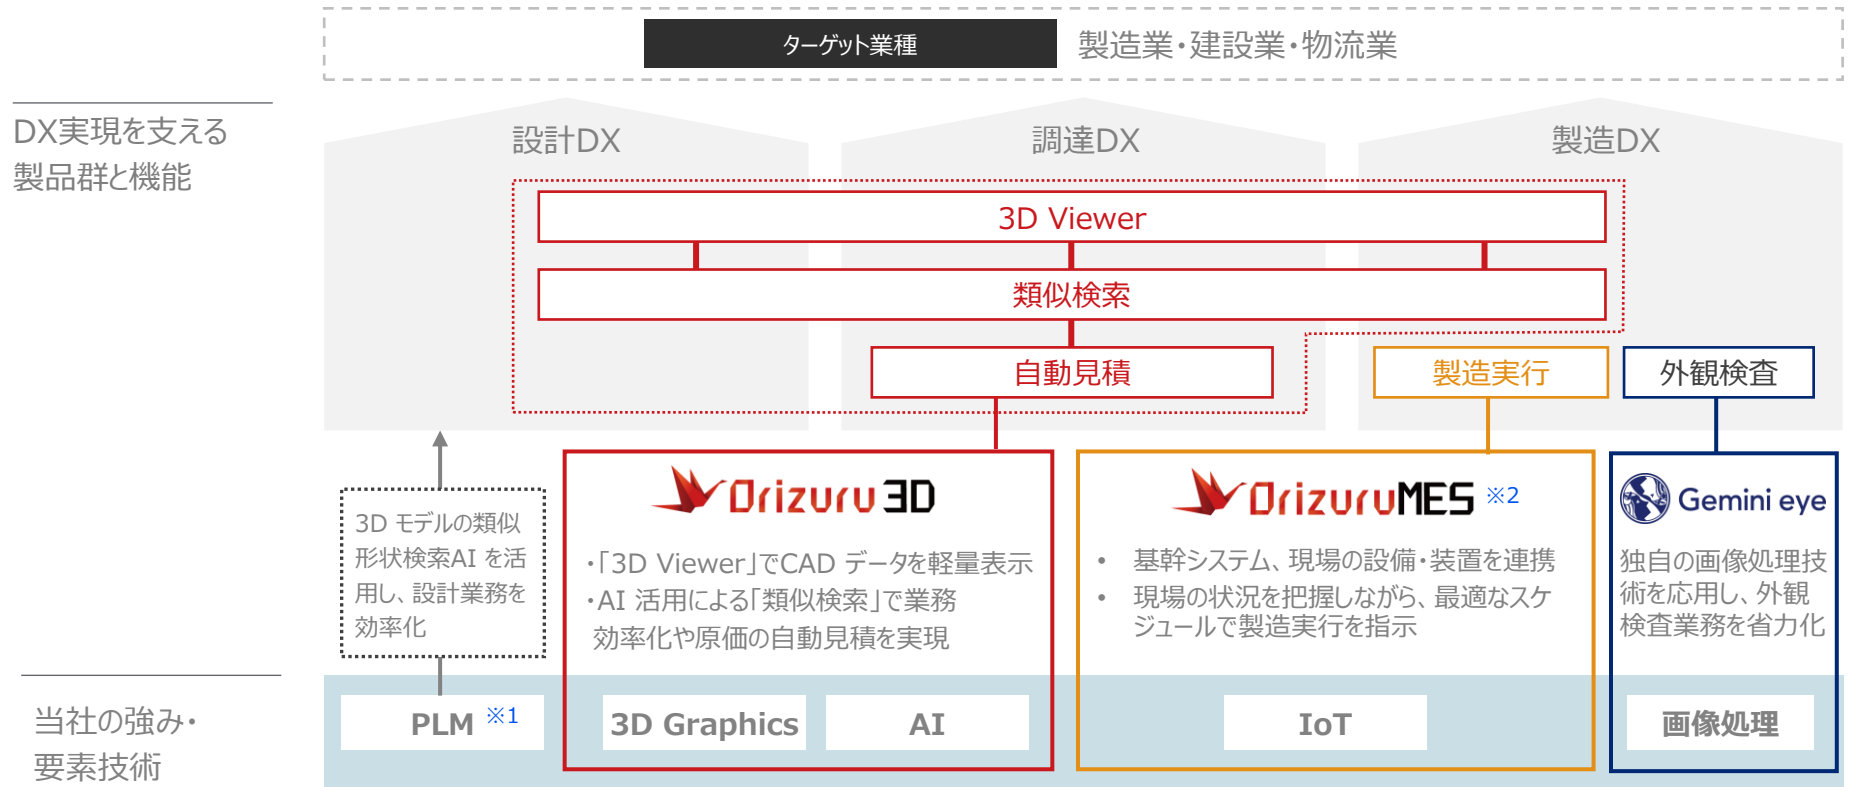 ターゲット業種
製造業・建設業・物流業
DX実現を支える
製品群と機能
設計DX
調達DX
製造DX
3D Viewer
類似検索
自動見積
製造実行
外観検査
3D モデルの類似
形状検索AI を活
用し、設計業務を
効率化
Orizuru 3D
・「3D Viewer」でCAD データを軽量表示
・AI 活用による「類似検索」で業務
効率化や原価の自動見積を実現
OrizuruMES ※2
• 基幹システム、現場の設備・装置を連携
• 現場の状況を把握しながら、最適なスケ
ジュールで製造実行を指示
Gemini eye
独自の画像処理技
術を応用し、外観
検査業務を省力化
当社の強み・
要素技術
PLM ※1
3D Graphics
AI
IoT
画像処理